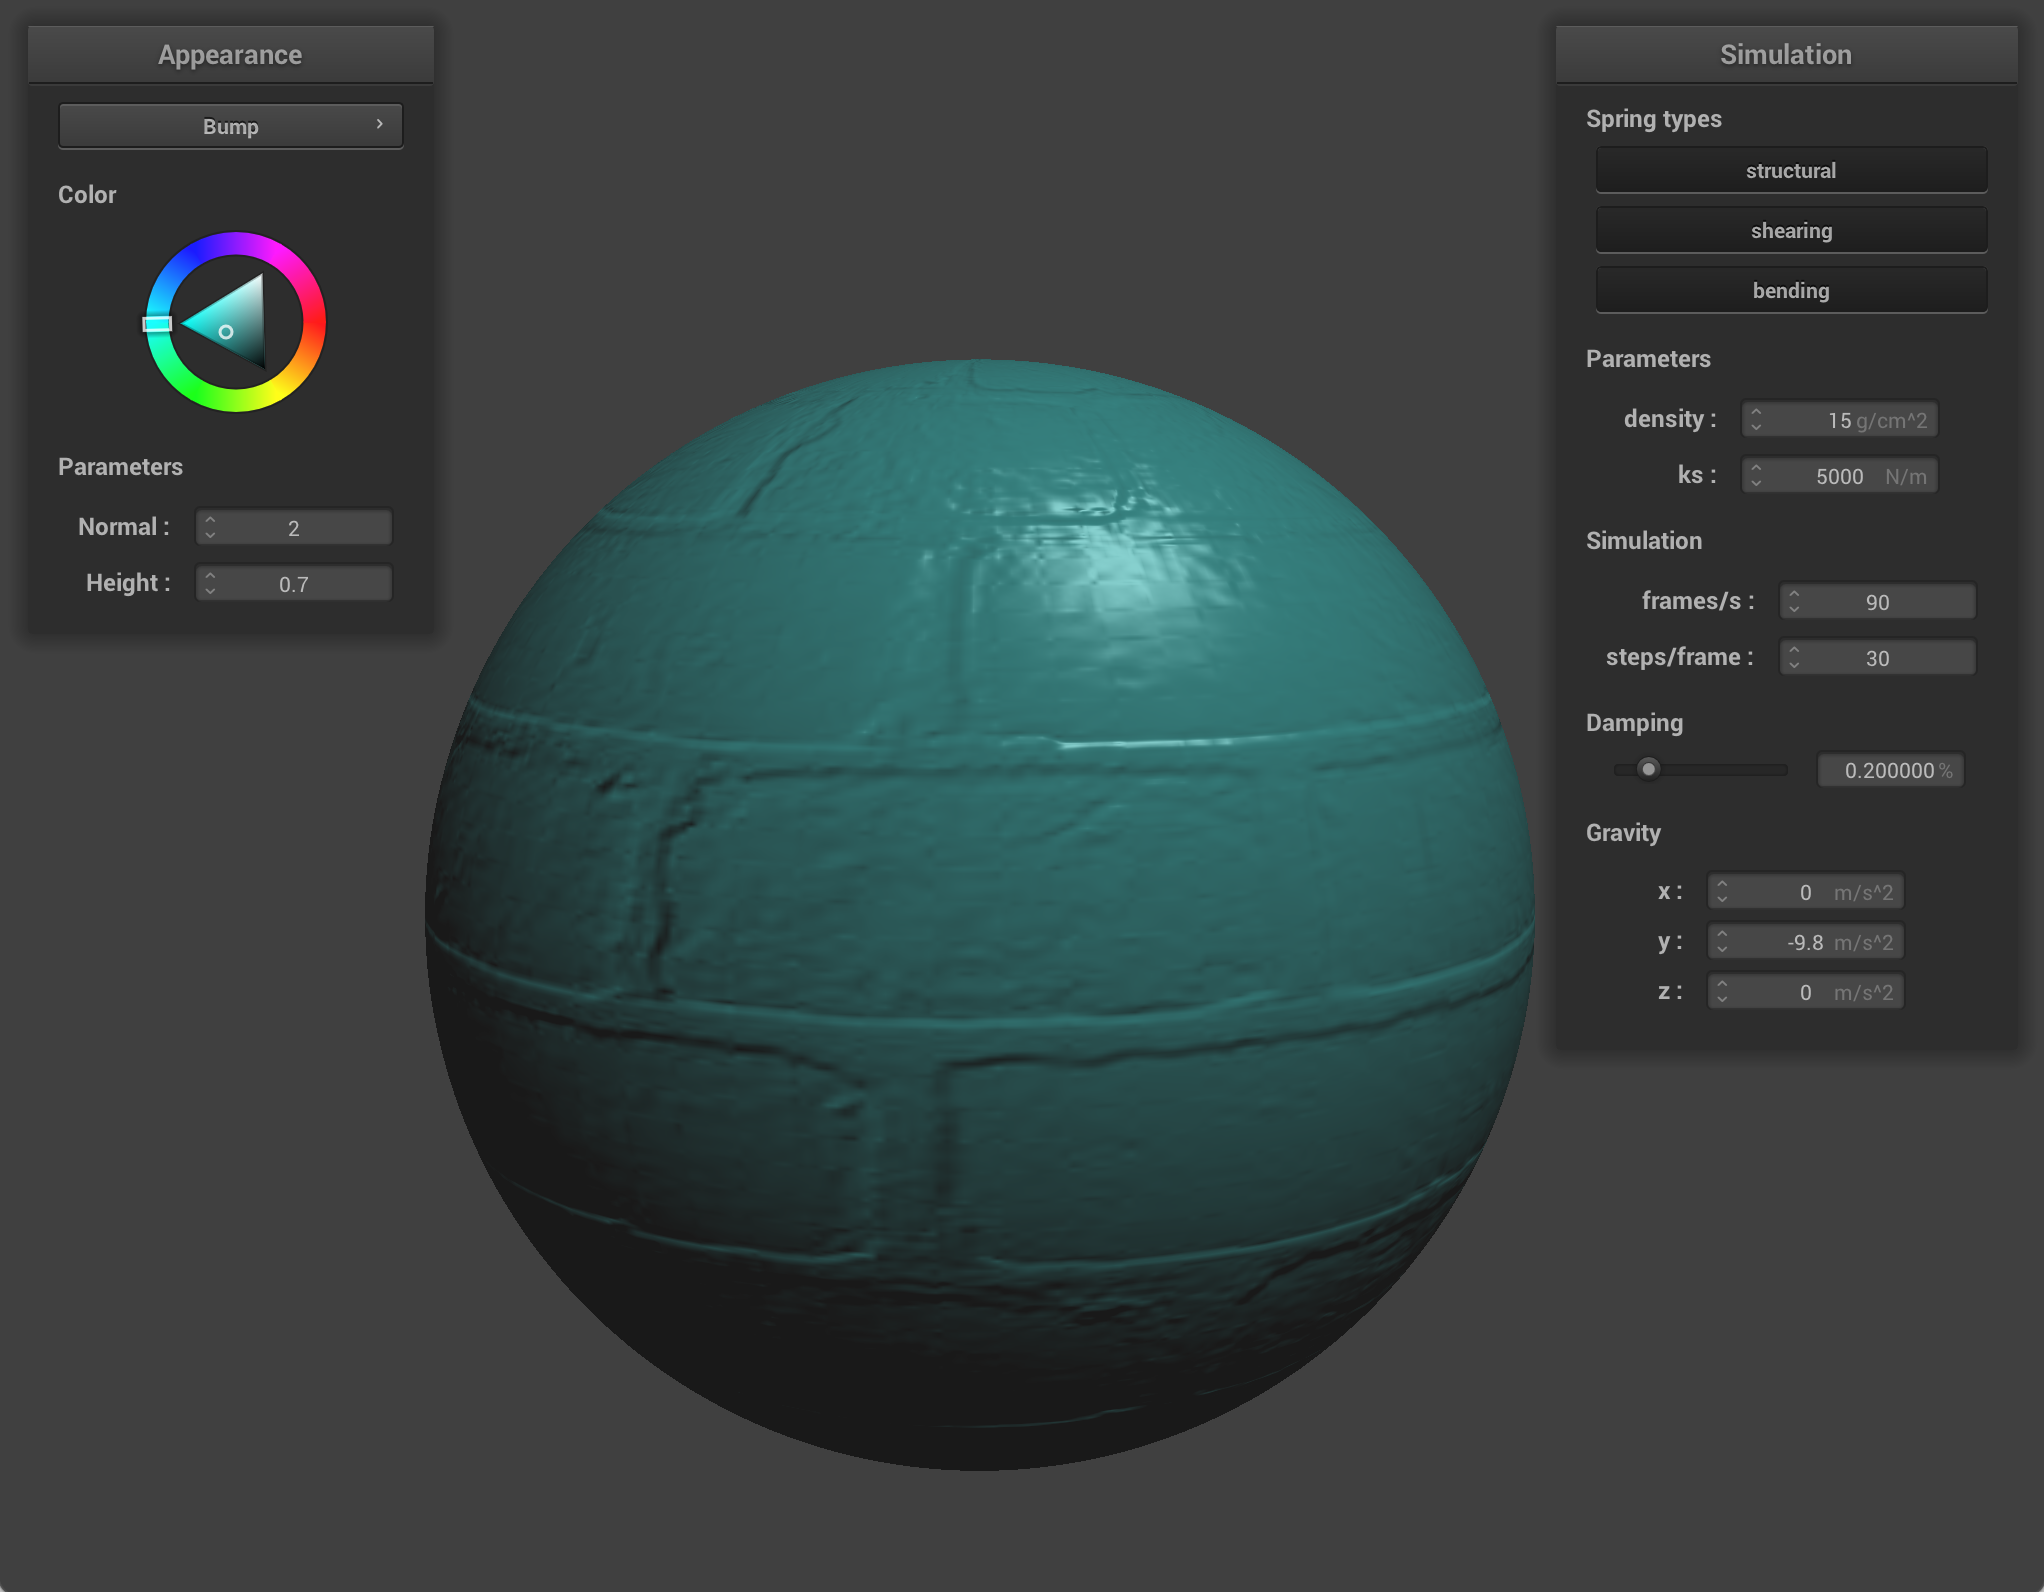 Appearance
Bump
Color
Parameters
Normal : 2
Height : 0.7
Simulation
Spring types
structural
shearing
bending
Parameters
density : 15 g/cm^2
ks : 5000 N/m
Simulation
frames/s : 90
steps/frame : 30
Damping
0.200000 %
Gravity
x : 0 m/s^2
y : -9.8 m/s^2
z : 0 m/s^2